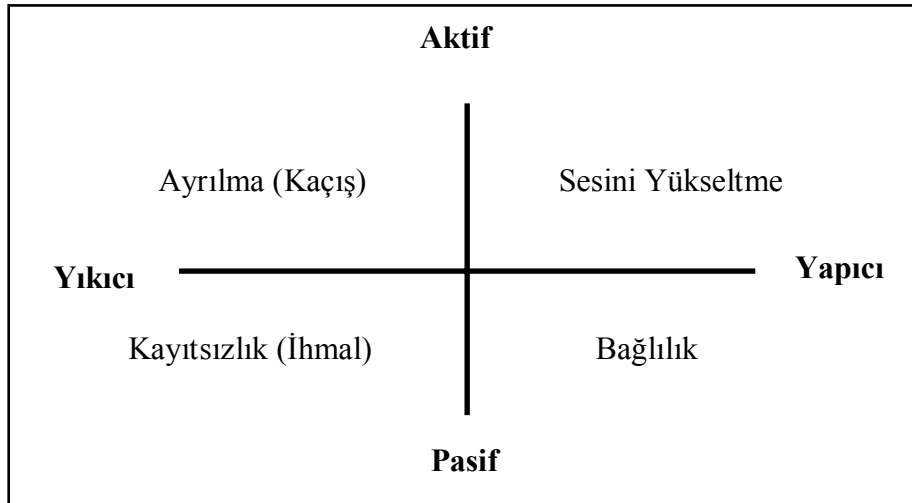 Aktif
Ayrılma (Kaçış)
Sesini Yükseltme
Yıkıcı
Yapıcı
Kayıtsızlık (İhmal)
Bağlılık
Pasif